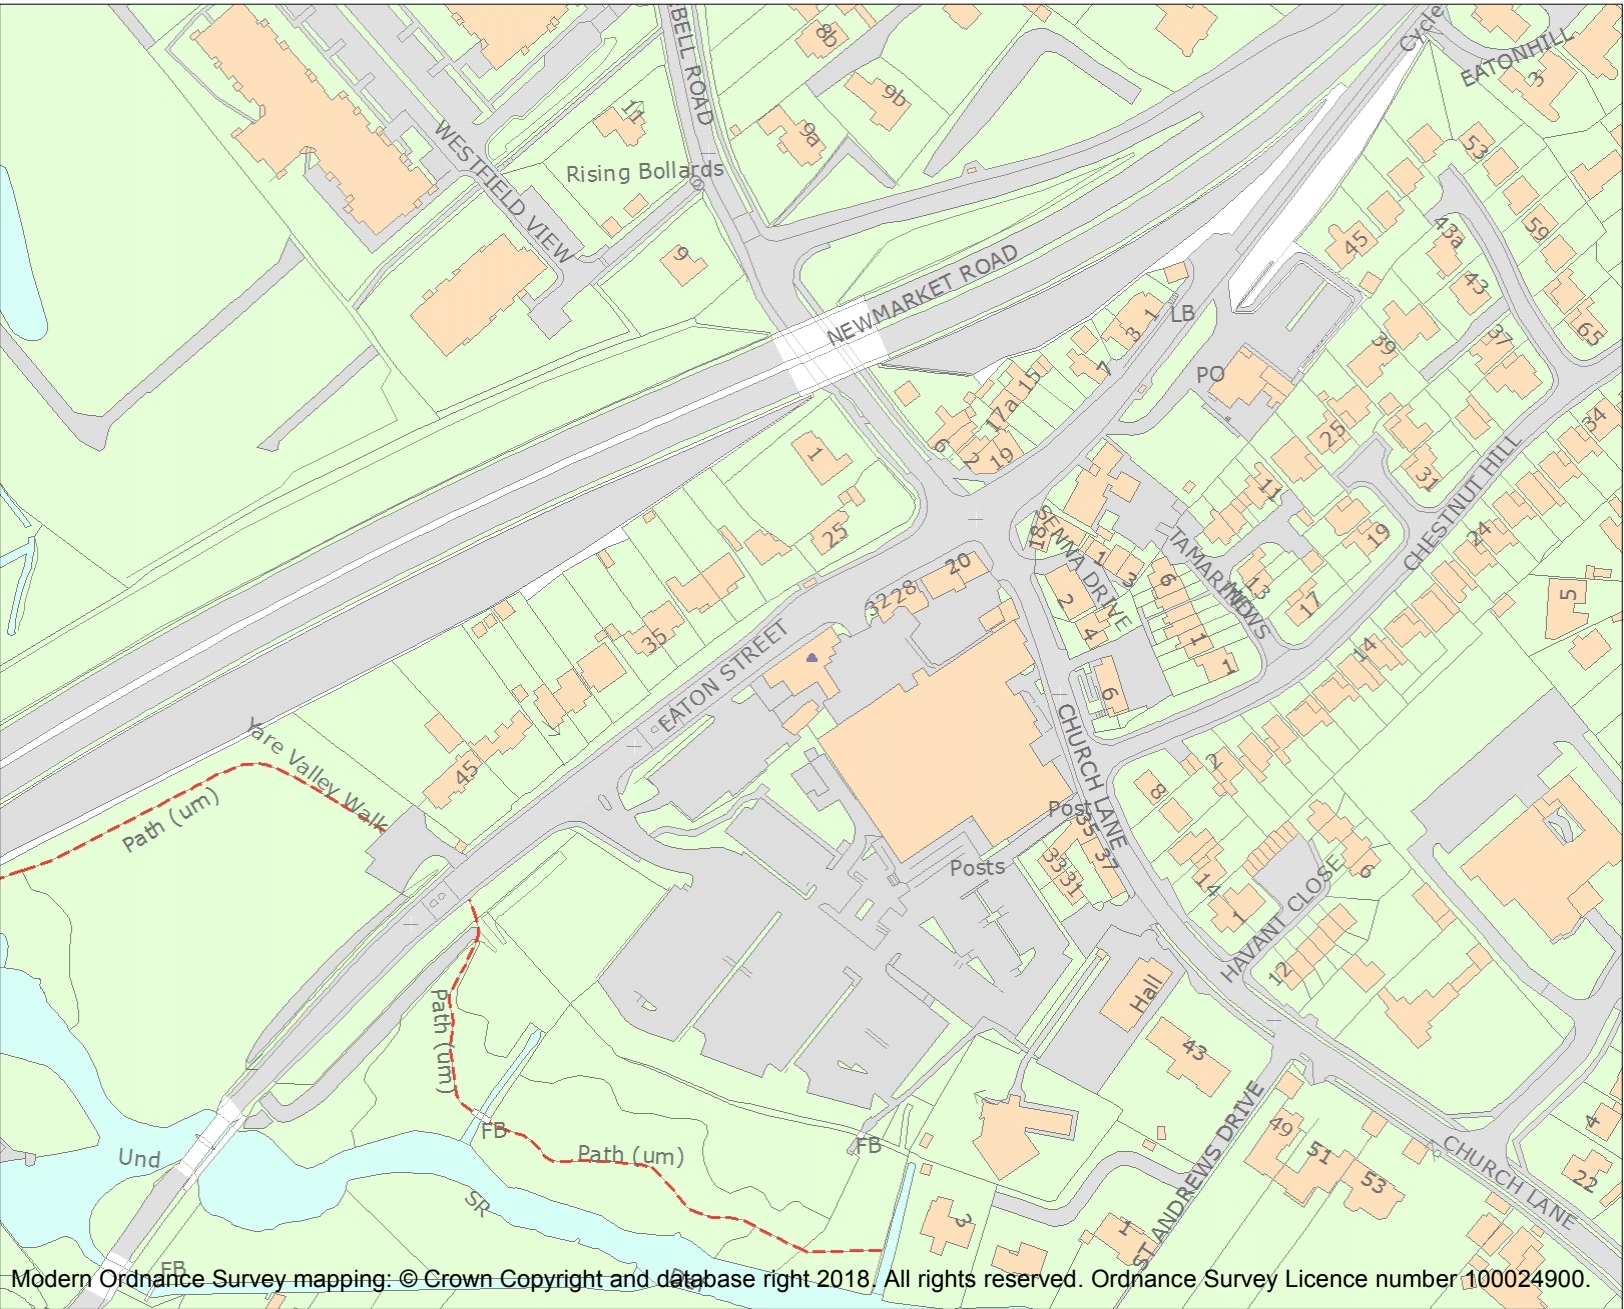 Cycle
EATONHILL
BELL ROAD
8b
3
9b
11
9a
53
WESTFIELD VIEW
Rising Bollards
43a
59
45
9
43
NEWMARKET ROAD
1
LB
3
65
37
39
7
PO
15
17a
34
25
6
2
19
1
31
11
CHESTNUT HILL
25
18
SENNA DRIVE
TAMARIND
MEWS
19
24
20
1
3
6
13
32
28
2
17
5
EATON STREET
35
4
1
14
1
6
Yare Valley Walk
CHURCH LANE
45
2
8
Path (um)
Post
35
37
Posts
33
31
14
6
1
HAVANT CLOSE
12
Hall
Path (um)
43
ST ANDREWS DRIVE
FB
FB
49
4
Und
Path (um)
51
CHURCH LANE
53
22
SR
3
1
FB
Modern Ordnance Survey mapping: © Crown Copyright and database right 2018. All rights reserved. Ordnance Survey Licence number 100024900.